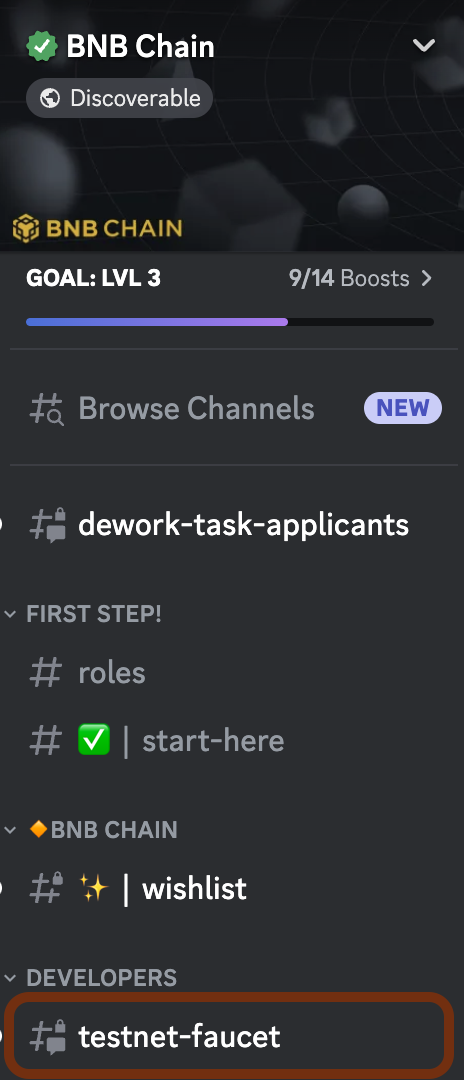 BNB Chain
Discoverable
BNB CHAIN
GOAL: LVL 3 9/14 Boosts
Browse Channels NEW
dework-task-applicants
FIRST STEP!
roles
✅ | start-here
🔸BNB CHAIN
✨ | wishlist
DEVELOPERS
testnet-faucet